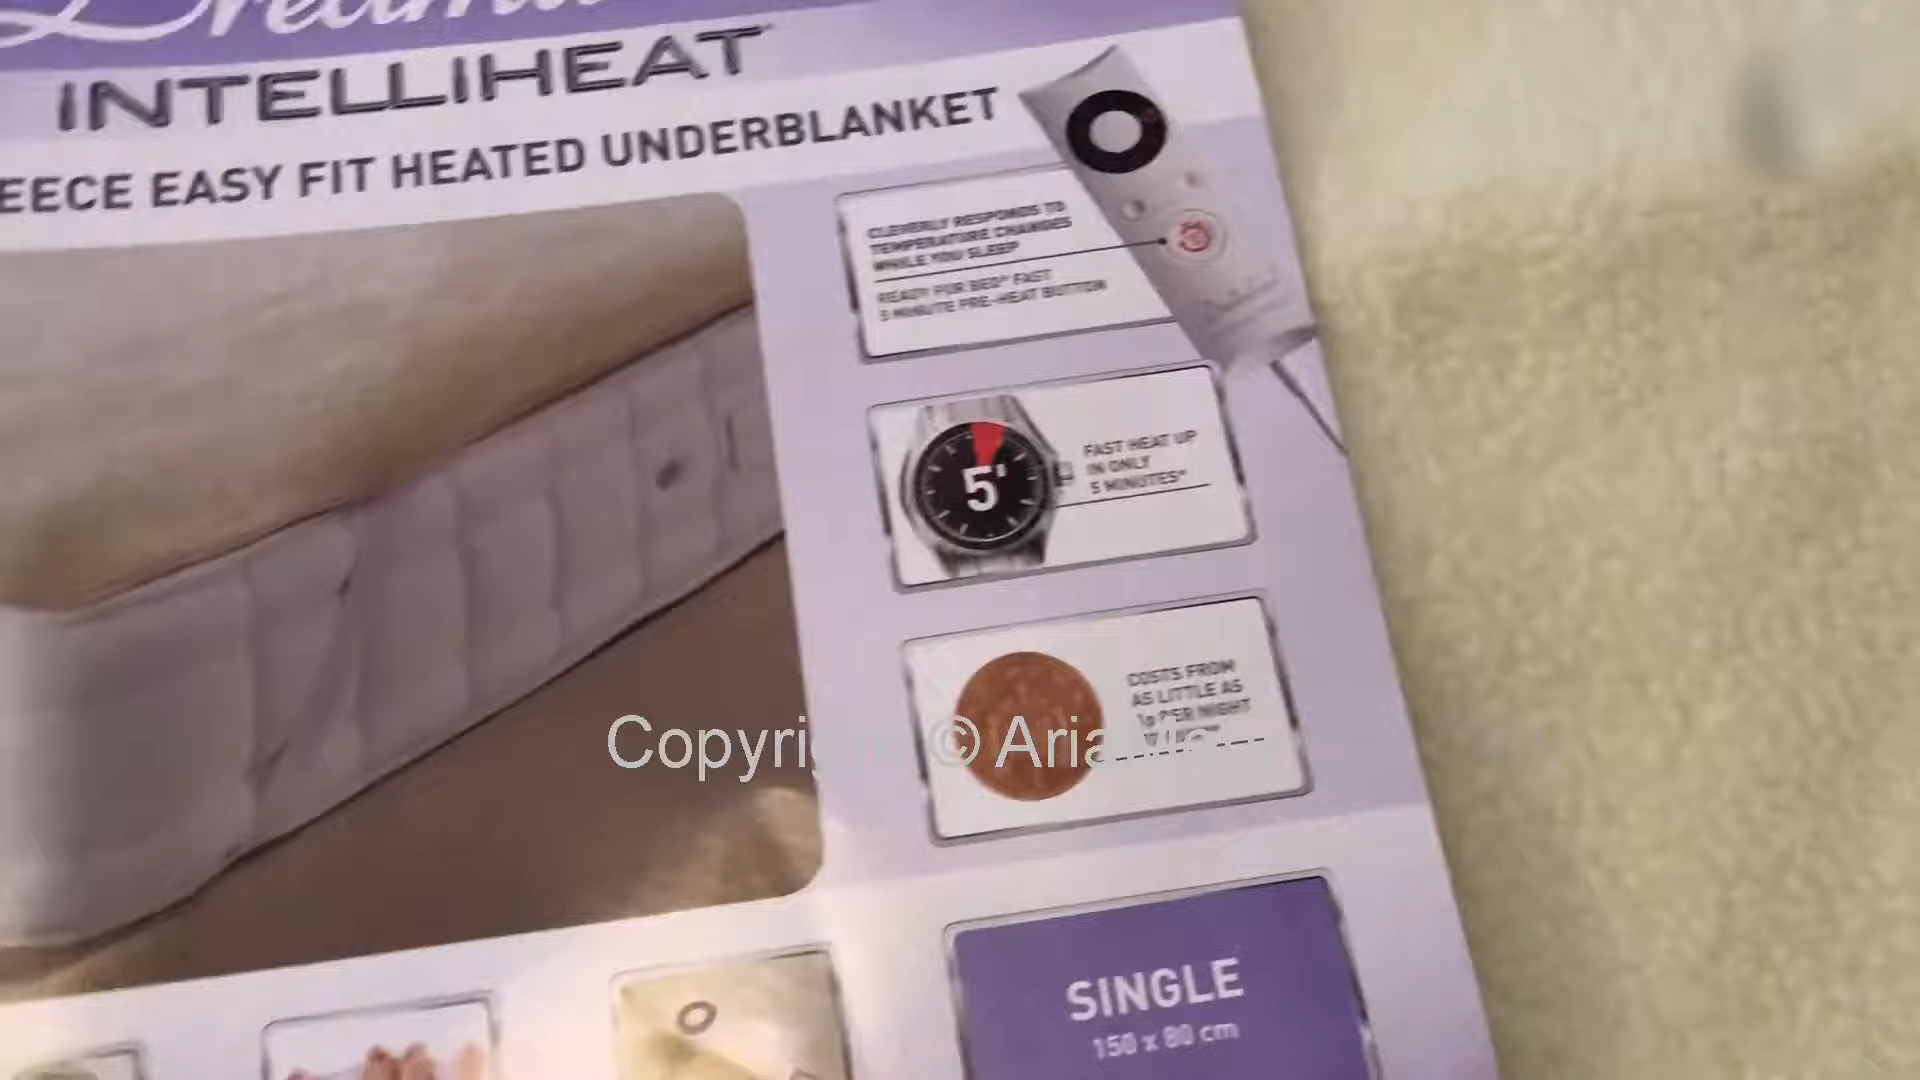 INTELLIHEAT
EECE EASY FIT HEATED UNDERBLANKET
CLEVERLY RESPONDS TO
TEMPERATURE CHANGES
WHILE YOU SLEEP
READY FOR BED* FAST
5 MINUTE PRE-HEAT BUTTON
5'
FAST HEAT UP
IN ONLY
5 MINUTES*
COSTS FROM
AS LITTLE AS
1p PER NIGHT
Copyright © Aria
SINGLE
150 x 80 cm